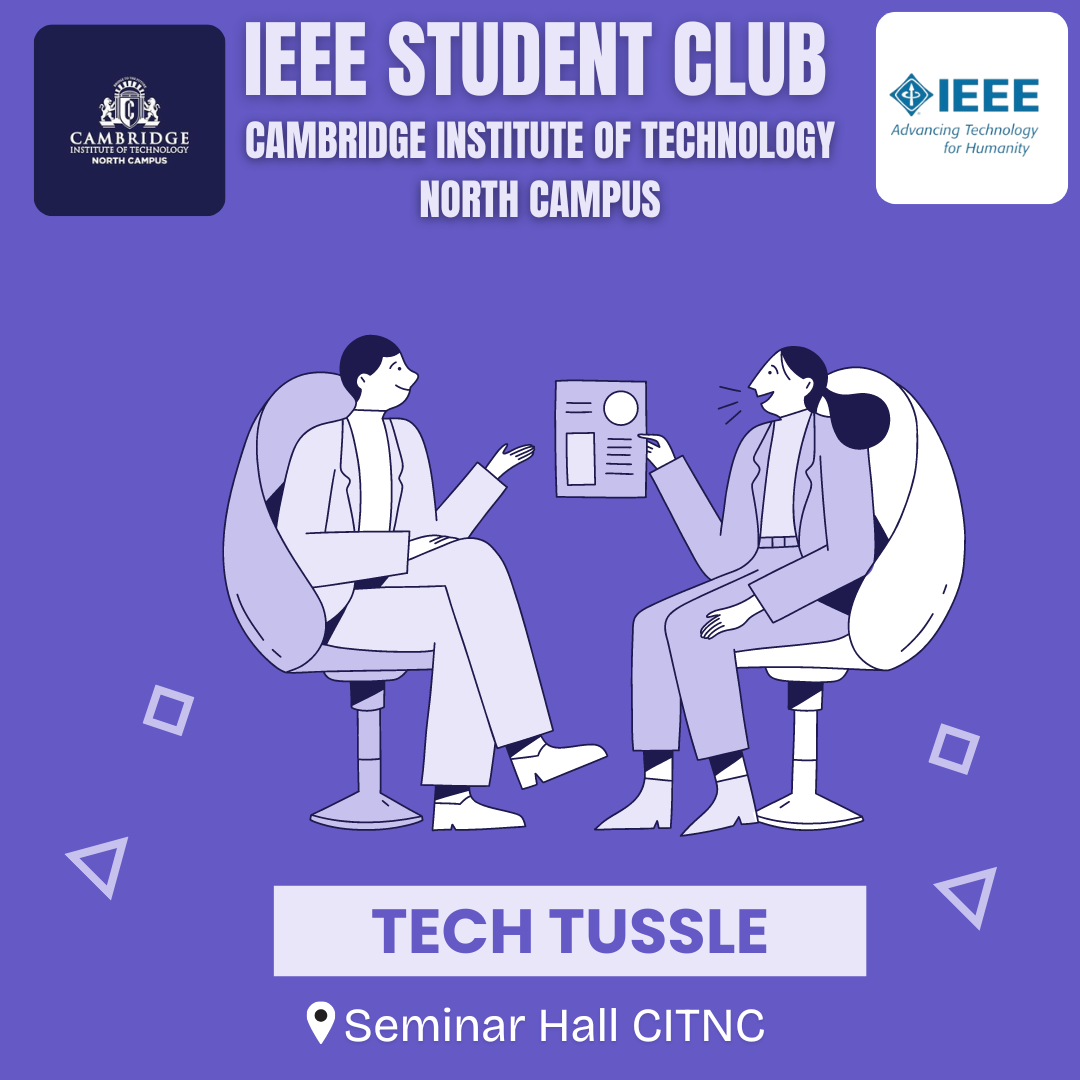 IEEE STUDENT CLUB
CAMBRIDGE INSTITUTE OF TECHNOLOGY
NORTH CAMPUS
CAMBRIDGE
INSTITUTE OF TECHNOLOGY
NORTH CAMPUS
IEEE
Advancing Technology
for Humanity
TECH TUSSLE
Seminar Hall CITNC